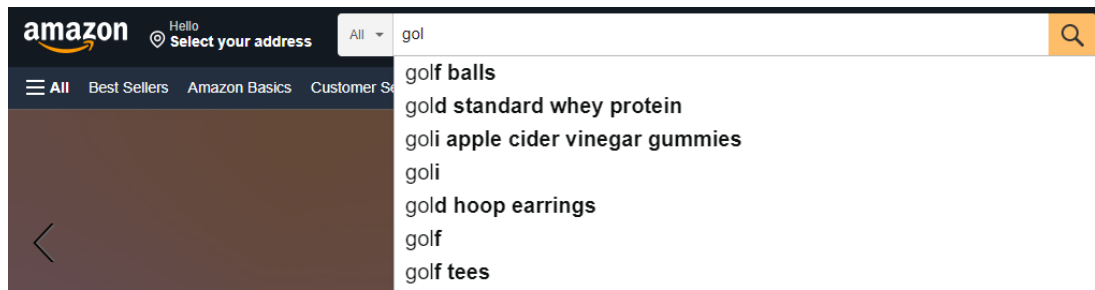 amazon
Hello
Select your address
All
gol
All Best Sellers Amazon Basics Customer Se
golf balls
gold standard whey protein
goli apple cider vinegar gummies
goli
gold hoop earrings
golf
golf tees